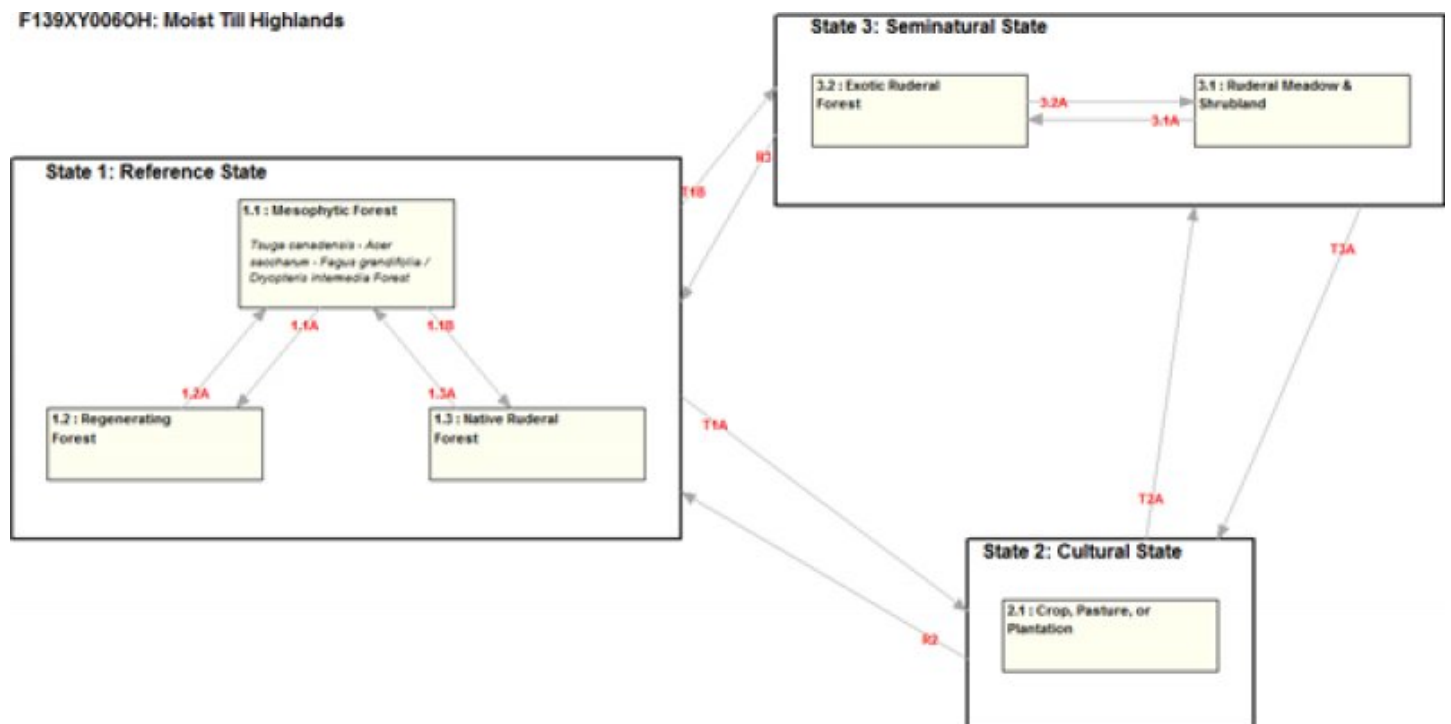 F139XY006OH: Moist Till Highlands
State 3: Seminatural State
3.2 : Exotic Ruderal
Forest
3.2A
3.1A
3.1 : Ruderal Meadow &
Shrubland
T1B
R3
T3A
State 1: Reference State
1.1 : Mesophytic Forest
Tsuga canadensis - Acer
saccharum - Fagus grandifolia /
Dryopteris intermedia Forest
1.1A
1.1B
1.2A
1.3A
1.2 : Regenerating
Forest
1.3 : Native Ruderal
Forest
T1A
T2A
R2
State 2: Cultural State
2.1 : Crop, Pasture, or
Plantation